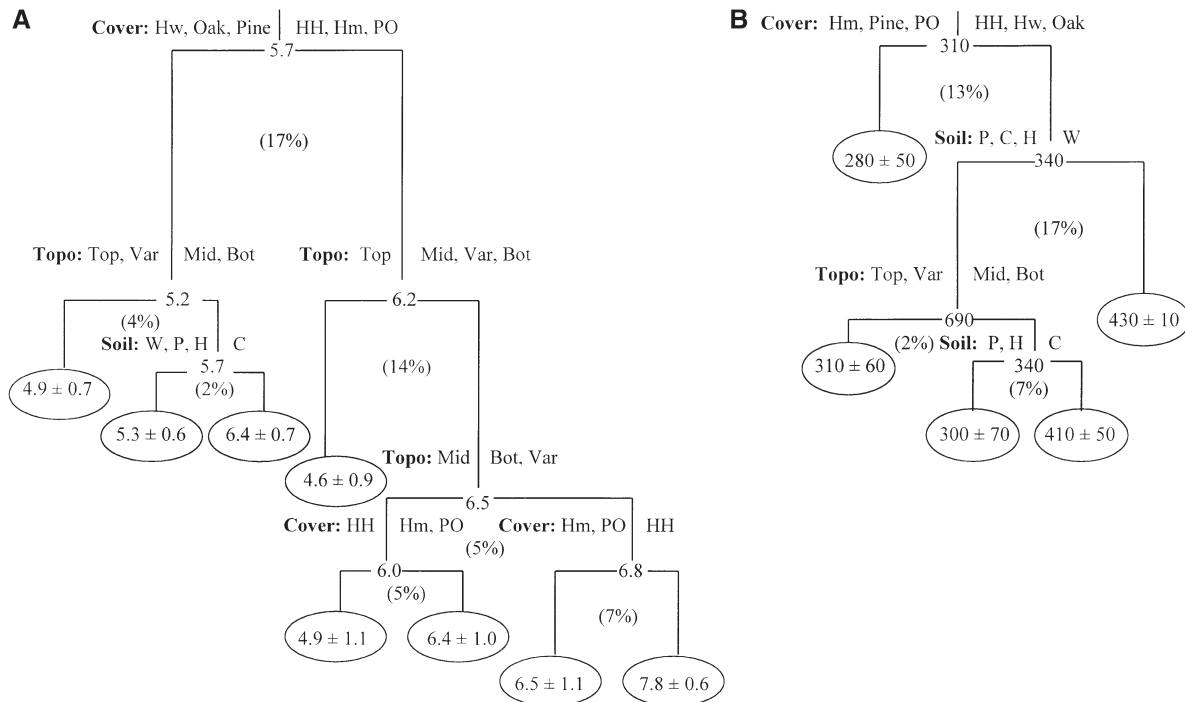 A
Cover: Hw, Oak, Pine HH, Hm, PO
5.7
(17%)
Topo: Top, Var Mid, Bot
5.2
(4%)
Soil: W, P, H C
5.7
(2%)
4.9 ± 0.7
5.3 ± 0.6
6.4 ± 0.7
Topo: Top Mid, Var, Bot
6.2
(14%)
4.6 ± 0.9
Topo: Mid Bot, Var
6.5
(5%)
Cover: HH Hm, PO
6.0
(5%)
4.9 ± 1.1
6.4 ± 1.0
Cover: Hm, PO HH
6.8
(7%)
6.5 ± 1.1
7.8 ± 0.6
B
Cover: Hm, Pine, PO HH, Hw, Oak
310
(13%)
280 ± 50
Soil: P, C, H W
340
(17%)
430 ± 10
Topo: Top, Var Mid, Bot
690
(2%)
310 ± 60
Soil: P, H C
340
(7%)
300 ± 70
410 ± 50